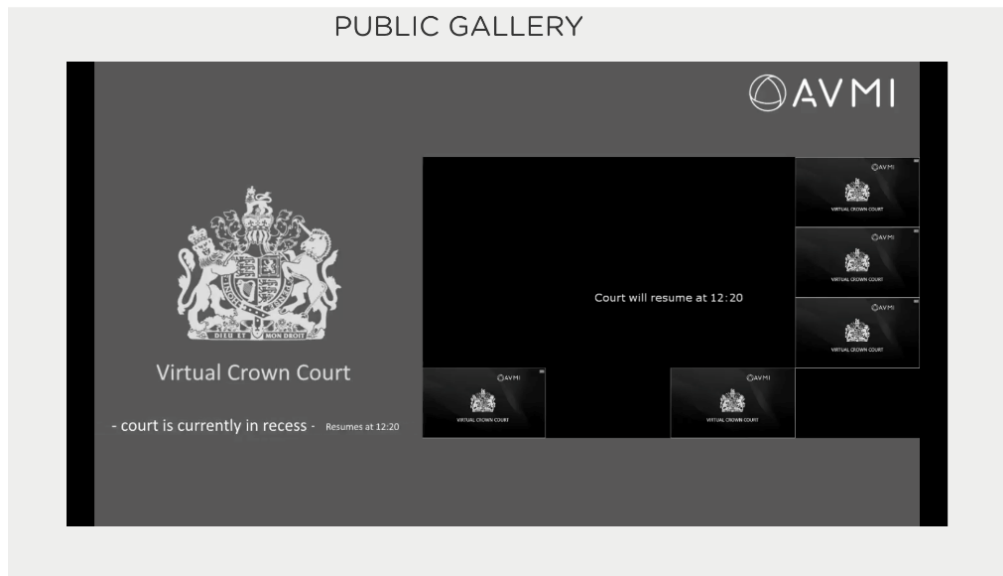 PUBLIC GALLERY
AVMI
AVMI
VIRTUAL CROWN COURT
AVMI
VIRTUAL CROWN COURT
Court will resume at 12:20
AVMI
VIRTUAL CROWN COURT
DIEU ET MON DROIT
Virtual Crown Court
AVMI
VIRTUAL CROWN COURT
AVMI
VIRTUAL CROWN COURT
- court is currently in recess - Resumes at 12:20